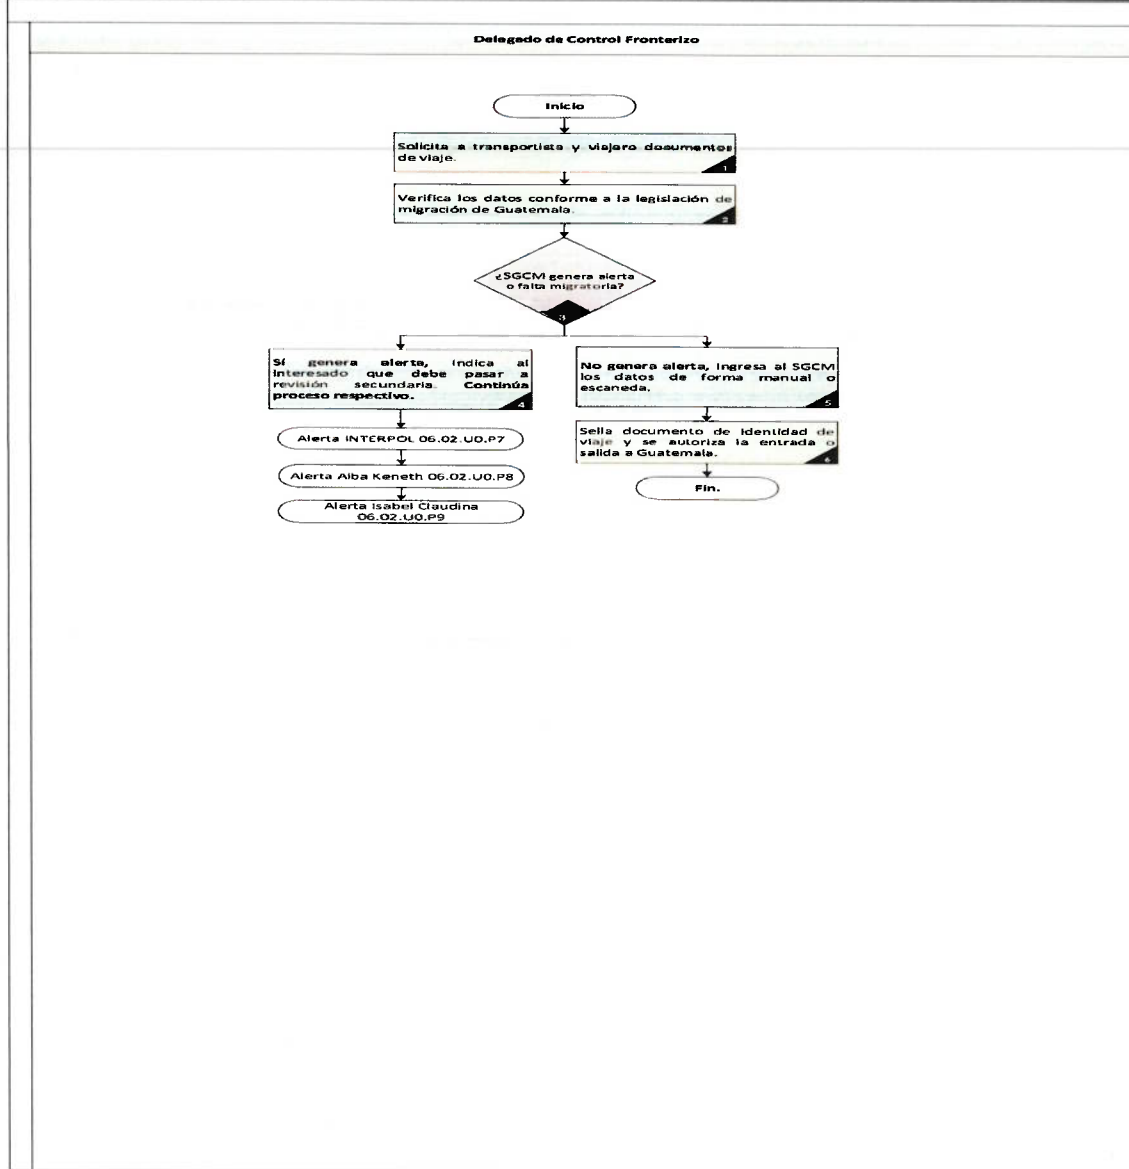 Delegado de Control Fronterizo
Inicio
Solicita a transportista y viajero documentos
de viaje.
1
Verifica los datos conforme a la legislación de
migración de Guatemala.
2
¿SGCM genera alerta
o falta migratoria?
3
Sí genera alerta, indica al
interesado que debe pasar a
revisión secundaria. Continúa
proceso respectivo.
4
Alerta INTERPOL 06.02.U0.P7
Alerta Alba Keneth 06.02.U0.P8
Alerta Isabel Claudina
06.02.U0.P9
No genera alerta, ingresa al SGCM
los datos de forma manual o
escaneda.
5
Sella documento de identidad de
viaje y se autoriza la entrada o
salida a Guatemala.
6
Fin.